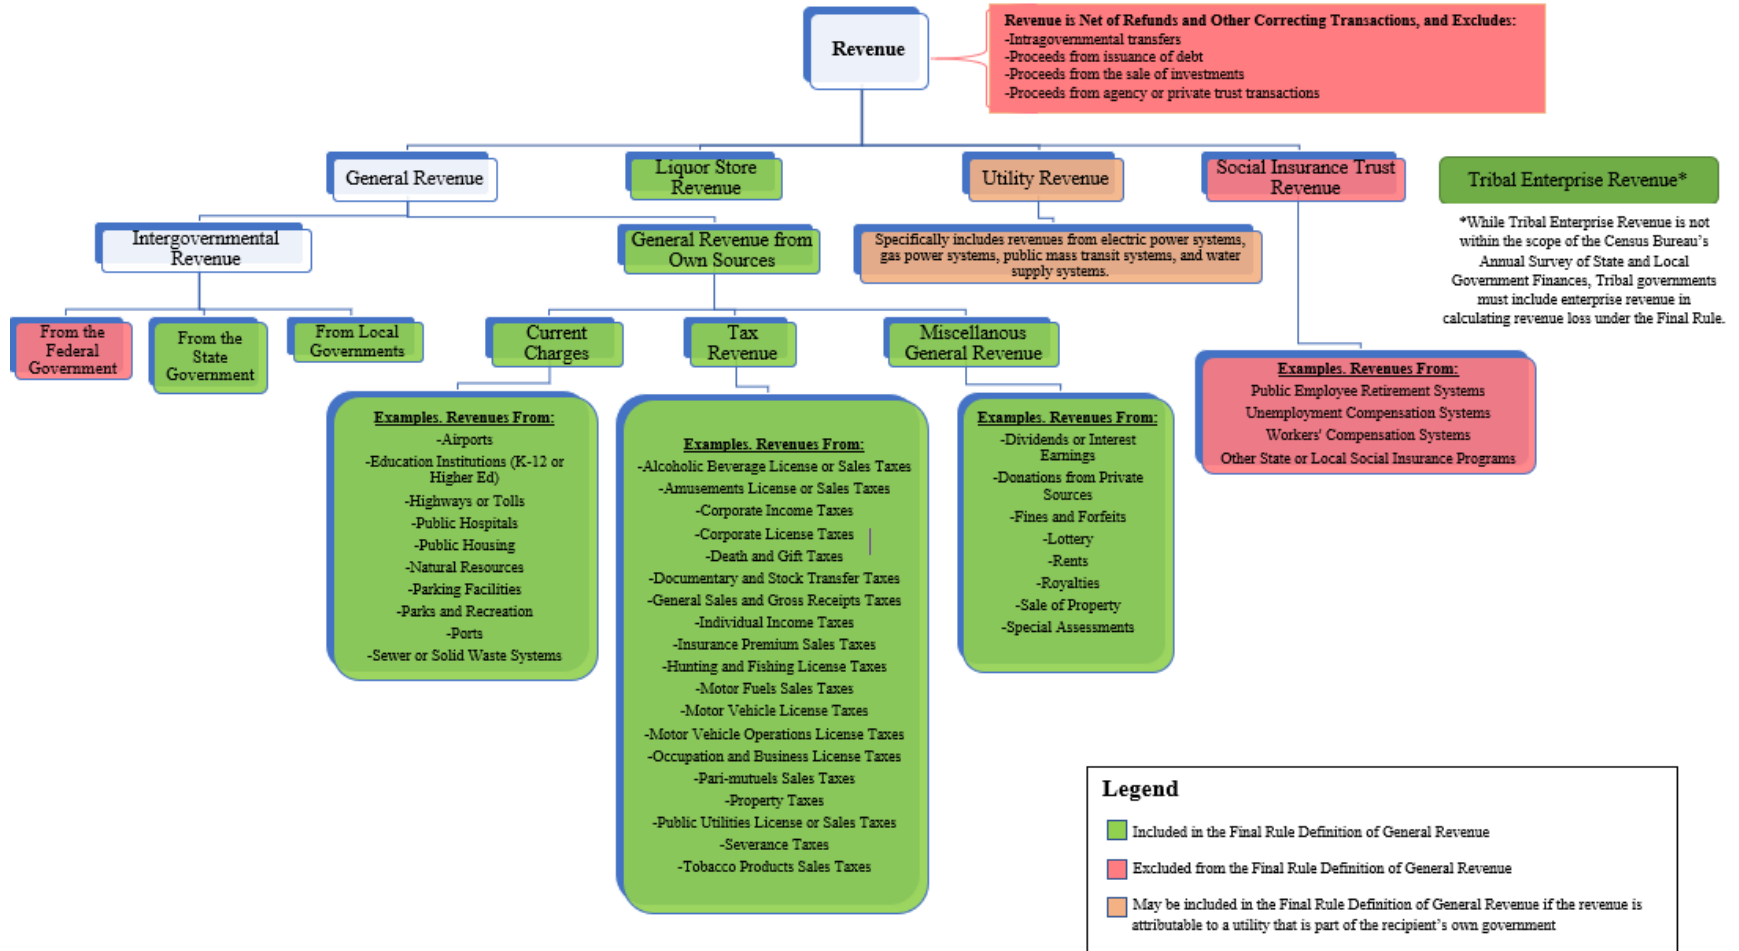 Revenue
Revenue is Net of Refunds and Other Correcting Transactions, and Excludes:
-Intragovernmental transfers
-Proceeds from issuance of debt
-Proceeds from the sale of investments
-Proceeds from agency or private trust transactions
General Revenue
Liquor Store
Revenue
Utility Revenue
Social Insurance Trust
Revenue
Tribal Enterprise Revenue*
*While Tribal Enterprise Revenue is not
within the scope of the Census Bureau's
Annual Survey of State and Local
Government Finances, Tribal governments
must include enterprise revenue in
calculating revenue loss under the Final Rule.
Intergovernmental
Revenue
General Revenue from
Own Sources
Specifically includes revenues from electric power systems,
gas power systems, public mass transit systems, and water
supply systems.
From the
Federal
Government
From the
State
Government
From Local
Governments
Current
Charges
Tax
Revenue
Miscellanous
General Revenue
Examples. Revenues From:
-Airports
-Education Institutions (K-12 or
Higher Ed)
-Highways or Tolls
-Public Hospitals
-Public Housing
-Natural Resources
-Parking Facilities
-Parks and Recreation
-Ports
-Sewer or Solid Waste Systems
Examples. Revenues From:
-Alcoholic Beverage License or Sales Taxes
-Amusements License or Sales Taxes
-Corporate Income Taxes
-Corporate License Taxes
-Death and Gift Taxes
-Documentary and Stock Transfer Taxes
-General Sales and Gross Receipts Taxes
-Individual Income Taxes
-Insurance Premium Sales Taxes
-Hunting and Fishing License Taxes
-Motor Fuels Sales Taxes
-Motor Vehicle License Taxes
-Motor Vehicle Operations License Taxes
-Occupation and Business License Taxes
-Pari-mutuels Sales Taxes
-Property Taxes
-Public Utilities License or Sales Taxes
-Severance Taxes
-Tobacco Products Sales Taxes
Examples. Revenues From:
-Dividends or Interest
Earnings
-Donations from Private
Sources
-Fines and Forfeits
-Lottery
-Rents
-Royalties
-Sale of Property
-Special Assessments
Examples. Revenues From:
Public Employee Retirement Systems
Unemployment Compensation Systems
Workers' Compensation Systems
Other State or Local Social Insurance Programs
Legend
Included in the Final Rule Definition of General Revenue
Excluded from the Final Rule Definition of General Revenue
May be included in the Final Rule Definition of General Revenue if the revenue is
attributable to a utility that is part of the recipient's own government